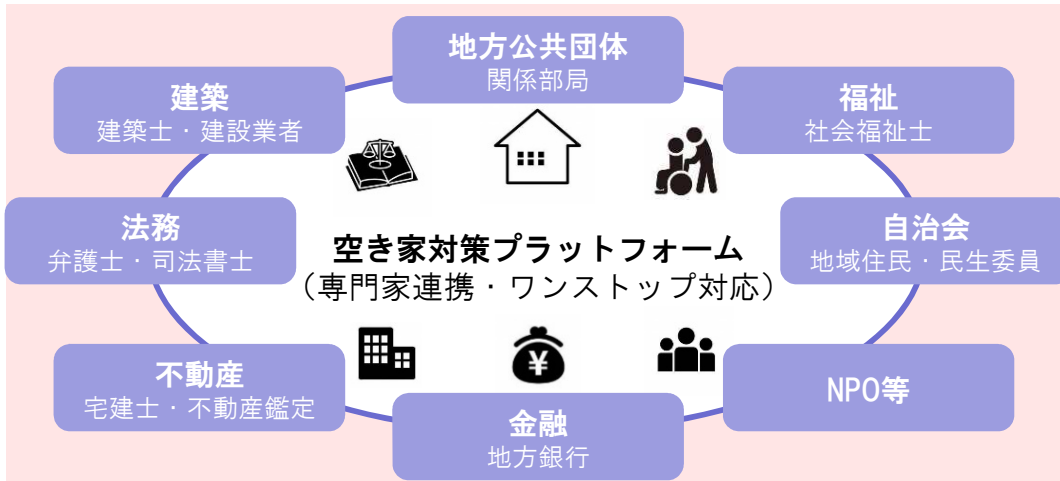 地方公共団体
関係部局
建築
建築士・建設業者
福祉
社会福祉士
法務
弁護士・司法書士
空き家対策プラットフォーム
（専門家連携・ワンストップ対応）
自治会
地域住民・民生委員
不動産
宅建士・不動産鑑定
¥
NPO等
金融
地方銀行